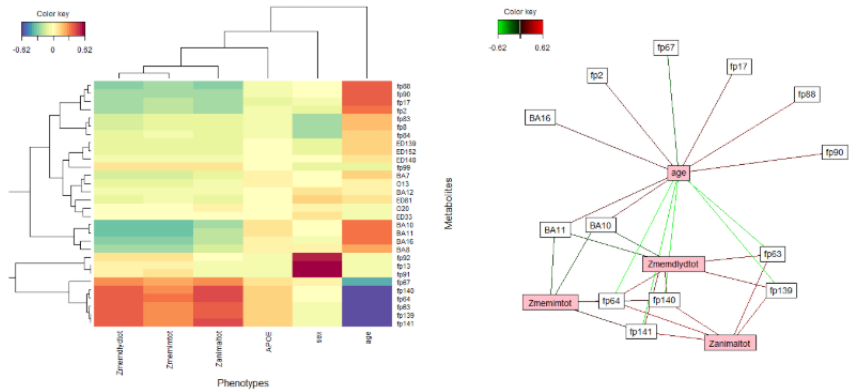 Color key
-0.62 0 0.62
fp88
fp90
fp17
fp2
fp83
fp8
fp84
ED139
ED152
ED148
fp99
BA7
O13
BA12
ED81
O20
ED33
BA10
BA11
BA16
BA8
fp92
fp13
fp91
fp67
fp140
fp64
fp63
fp139
fp141
Metabolites
Zmemdlydtot
Zmemimtot
Zanimaltot
APOE
sex
age
Phenotypes
Color key
-0.62 0.62
fp67
fp17
fp2
fp88
BA16
fp90
age
BA11
BA10
fp63
Zmemdlydtot
fp139
Zmemimtot
fp64
fp140
fp141
Zanimaltot